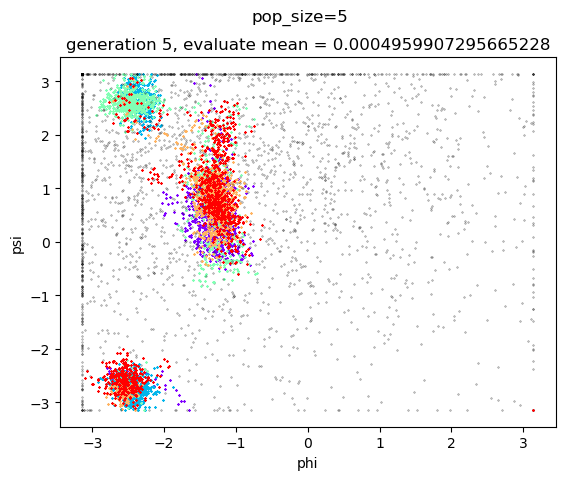 pop_size=5
generation 5, evaluate mean = 0.0004959907295665228
3
2
1
0
−1
−2
−3
psi
−3 −2 −1 0 1 2 3
phi